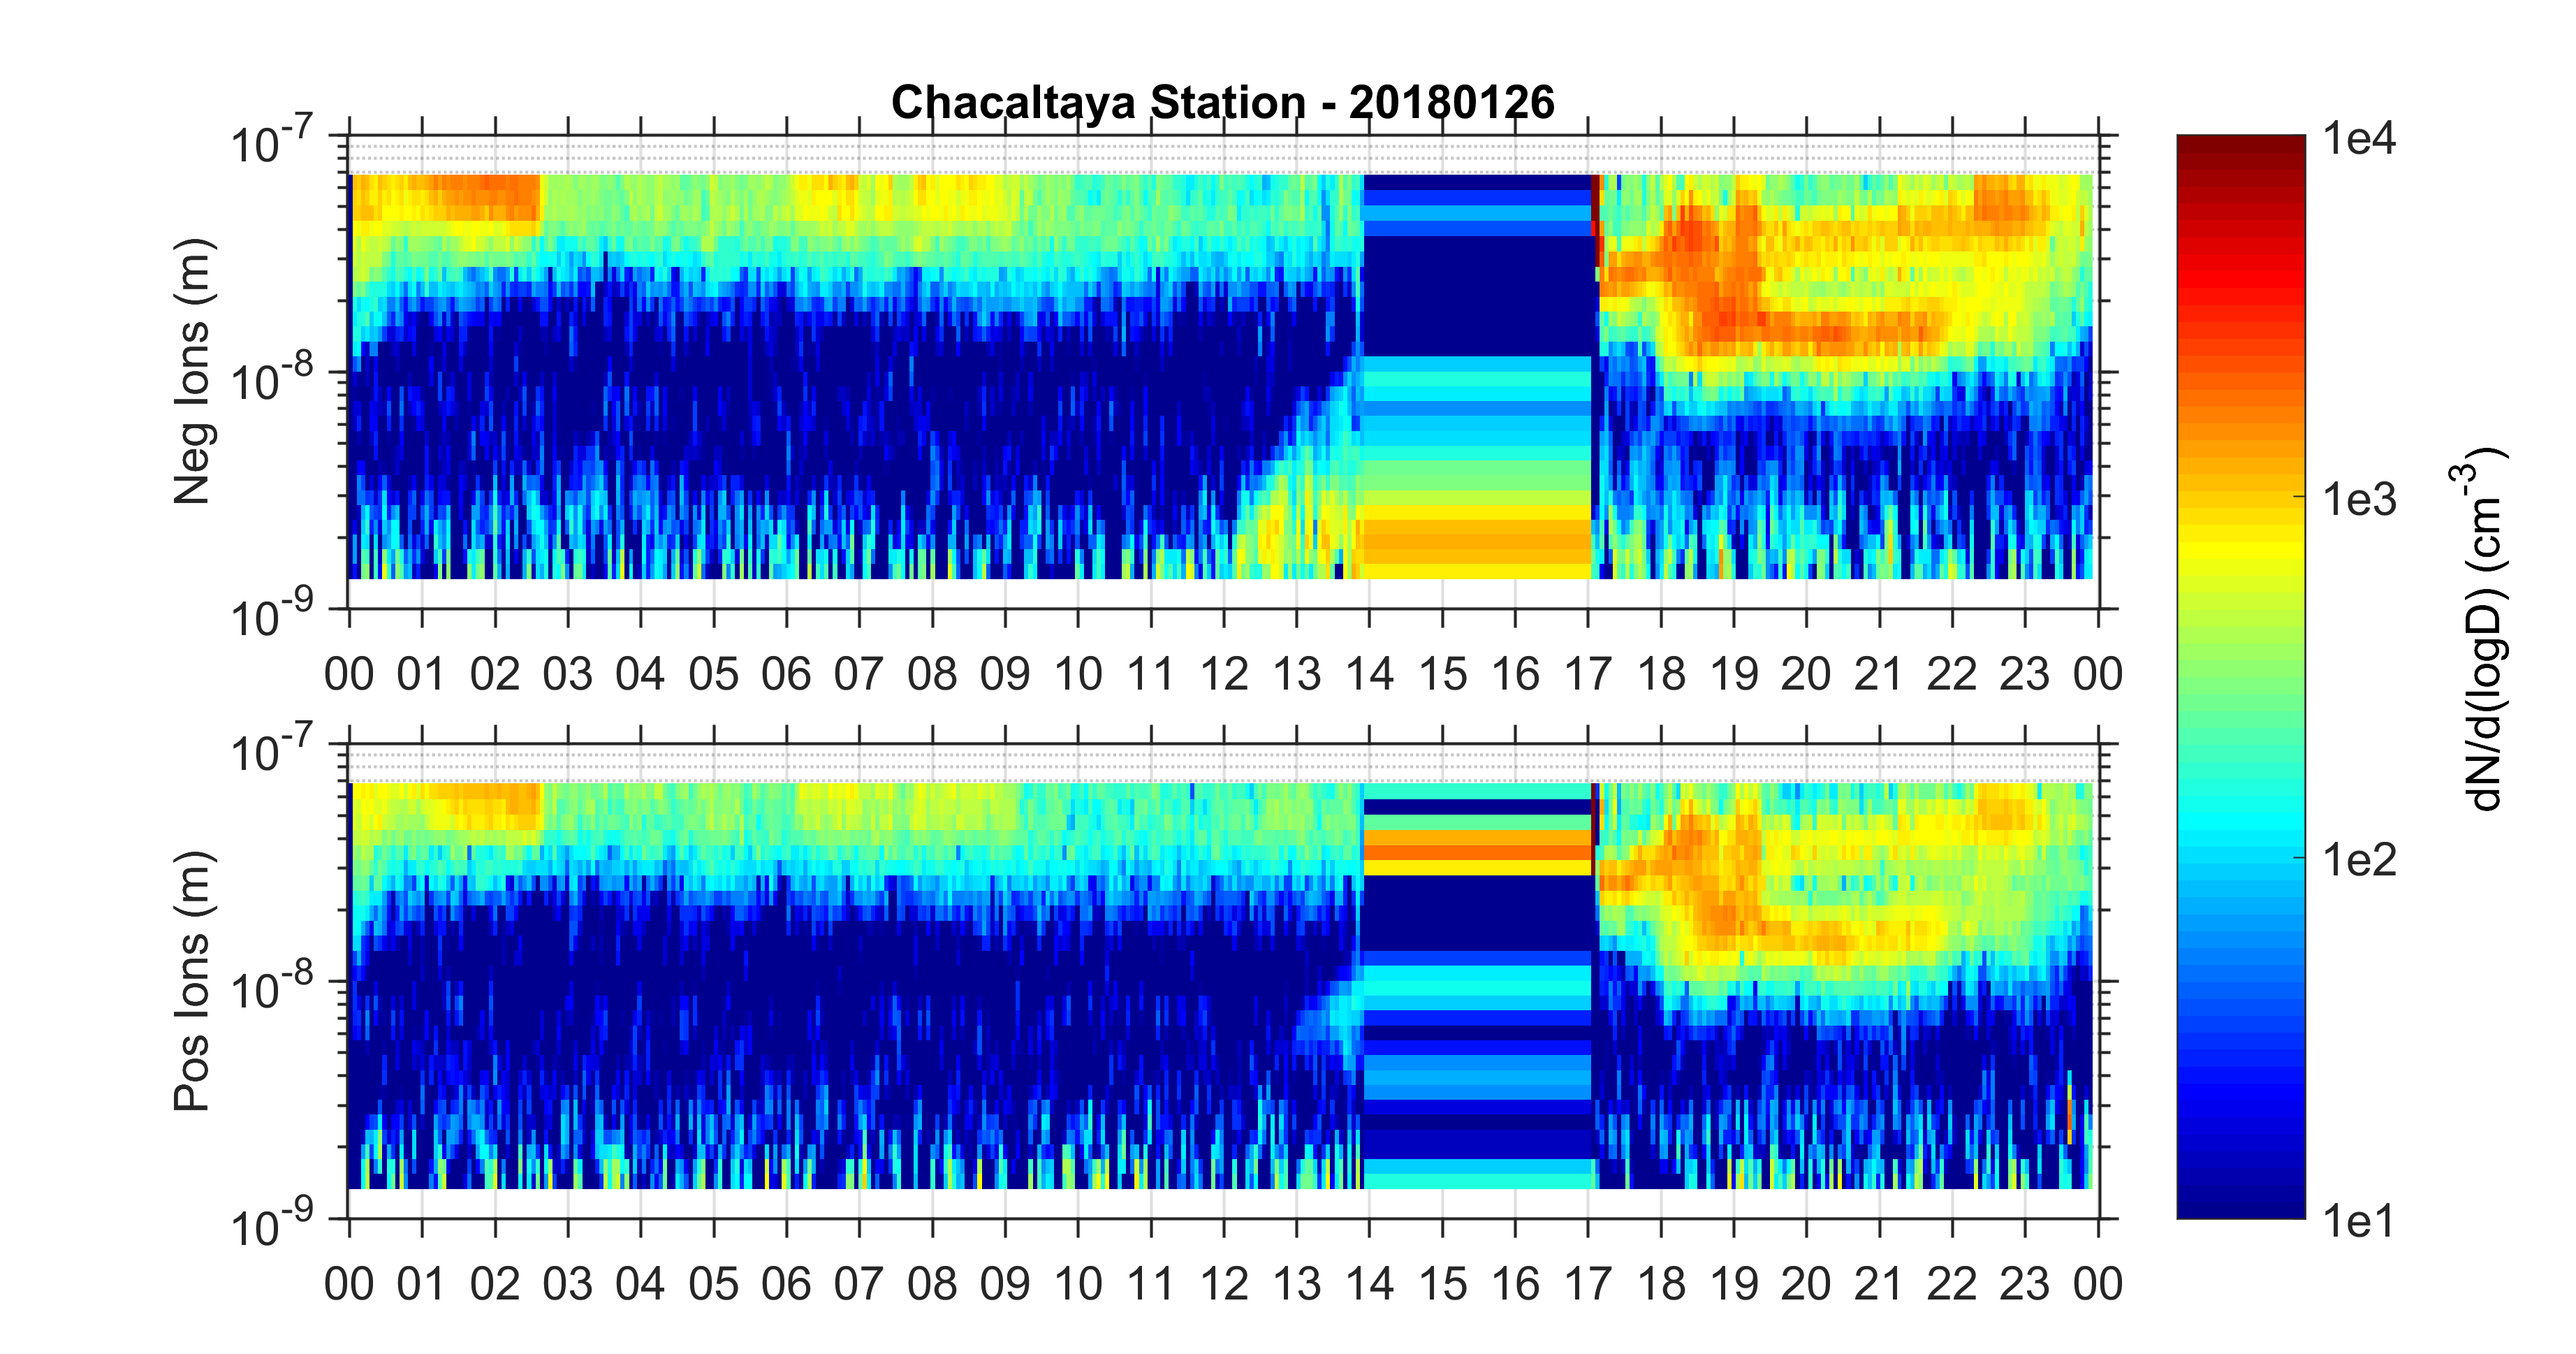 Chacaltaya Station - 20180126
10-7
10-8
10-9
Neg Ions (m)
00 01 02 03 04 05 06 07 08 09 10 11 12 13 14 15 16 17 18 19 20 21 22 23 00
10-7
10-8
10-9
Pos Ions (m)
00 01 02 03 04 05 06 07 08 09 10 11 12 13 14 15 16 17 18 19 20 21 22 23 00
1e4
1e3
1e2
1e1
dN/d(logD) (cm-3)